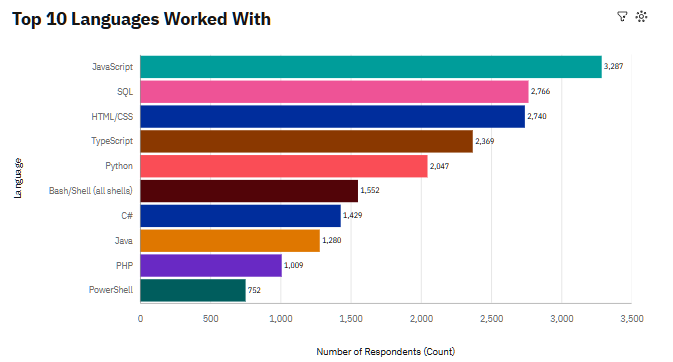 Top 10 Languages Worked With
Language
JavaScript 3,287
SQL 2,766
HTML/CSS 2,740
TypeScript 2,369
Python 2,047
Bash/Shell (all shells) 1,552
C# 1,429
Java 1,280
PHP 1,009
PowerShell 752
0 500 1,000 1,500 2,000 2,500 3,000 3,500
Number of Respondents (Count)